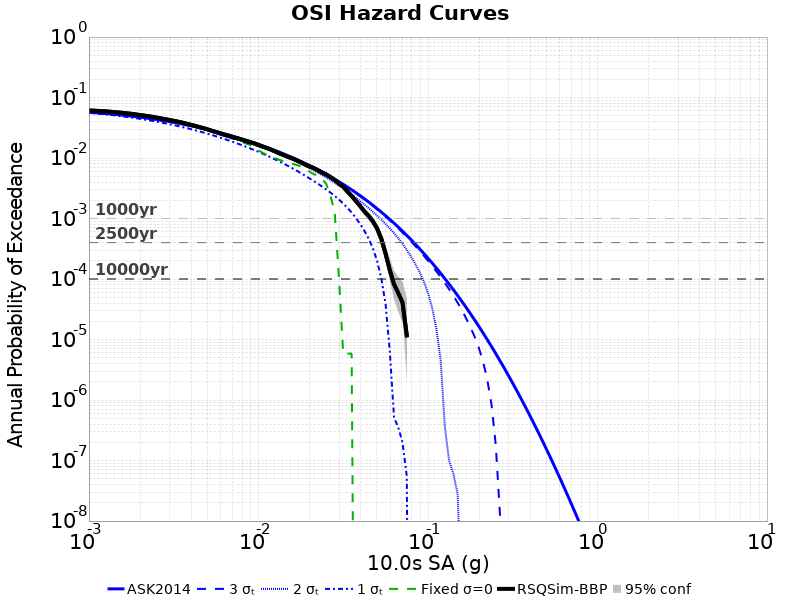 OSI Hazard Curves
Annual Probability of Exceedance
10^0
10^-1
10^-2
10^-3
10^-4
10^-5
10^-6
10^-7
10^-8
1000yr
2500yr
10000yr
10^-3 10^-2 10^-1 10^0 10^1
10.0s SA (g)
ASK2014 3 σₜ 2 σₜ 1 σₜ Fixed σ=0 RSQSim-BBP 95% conf